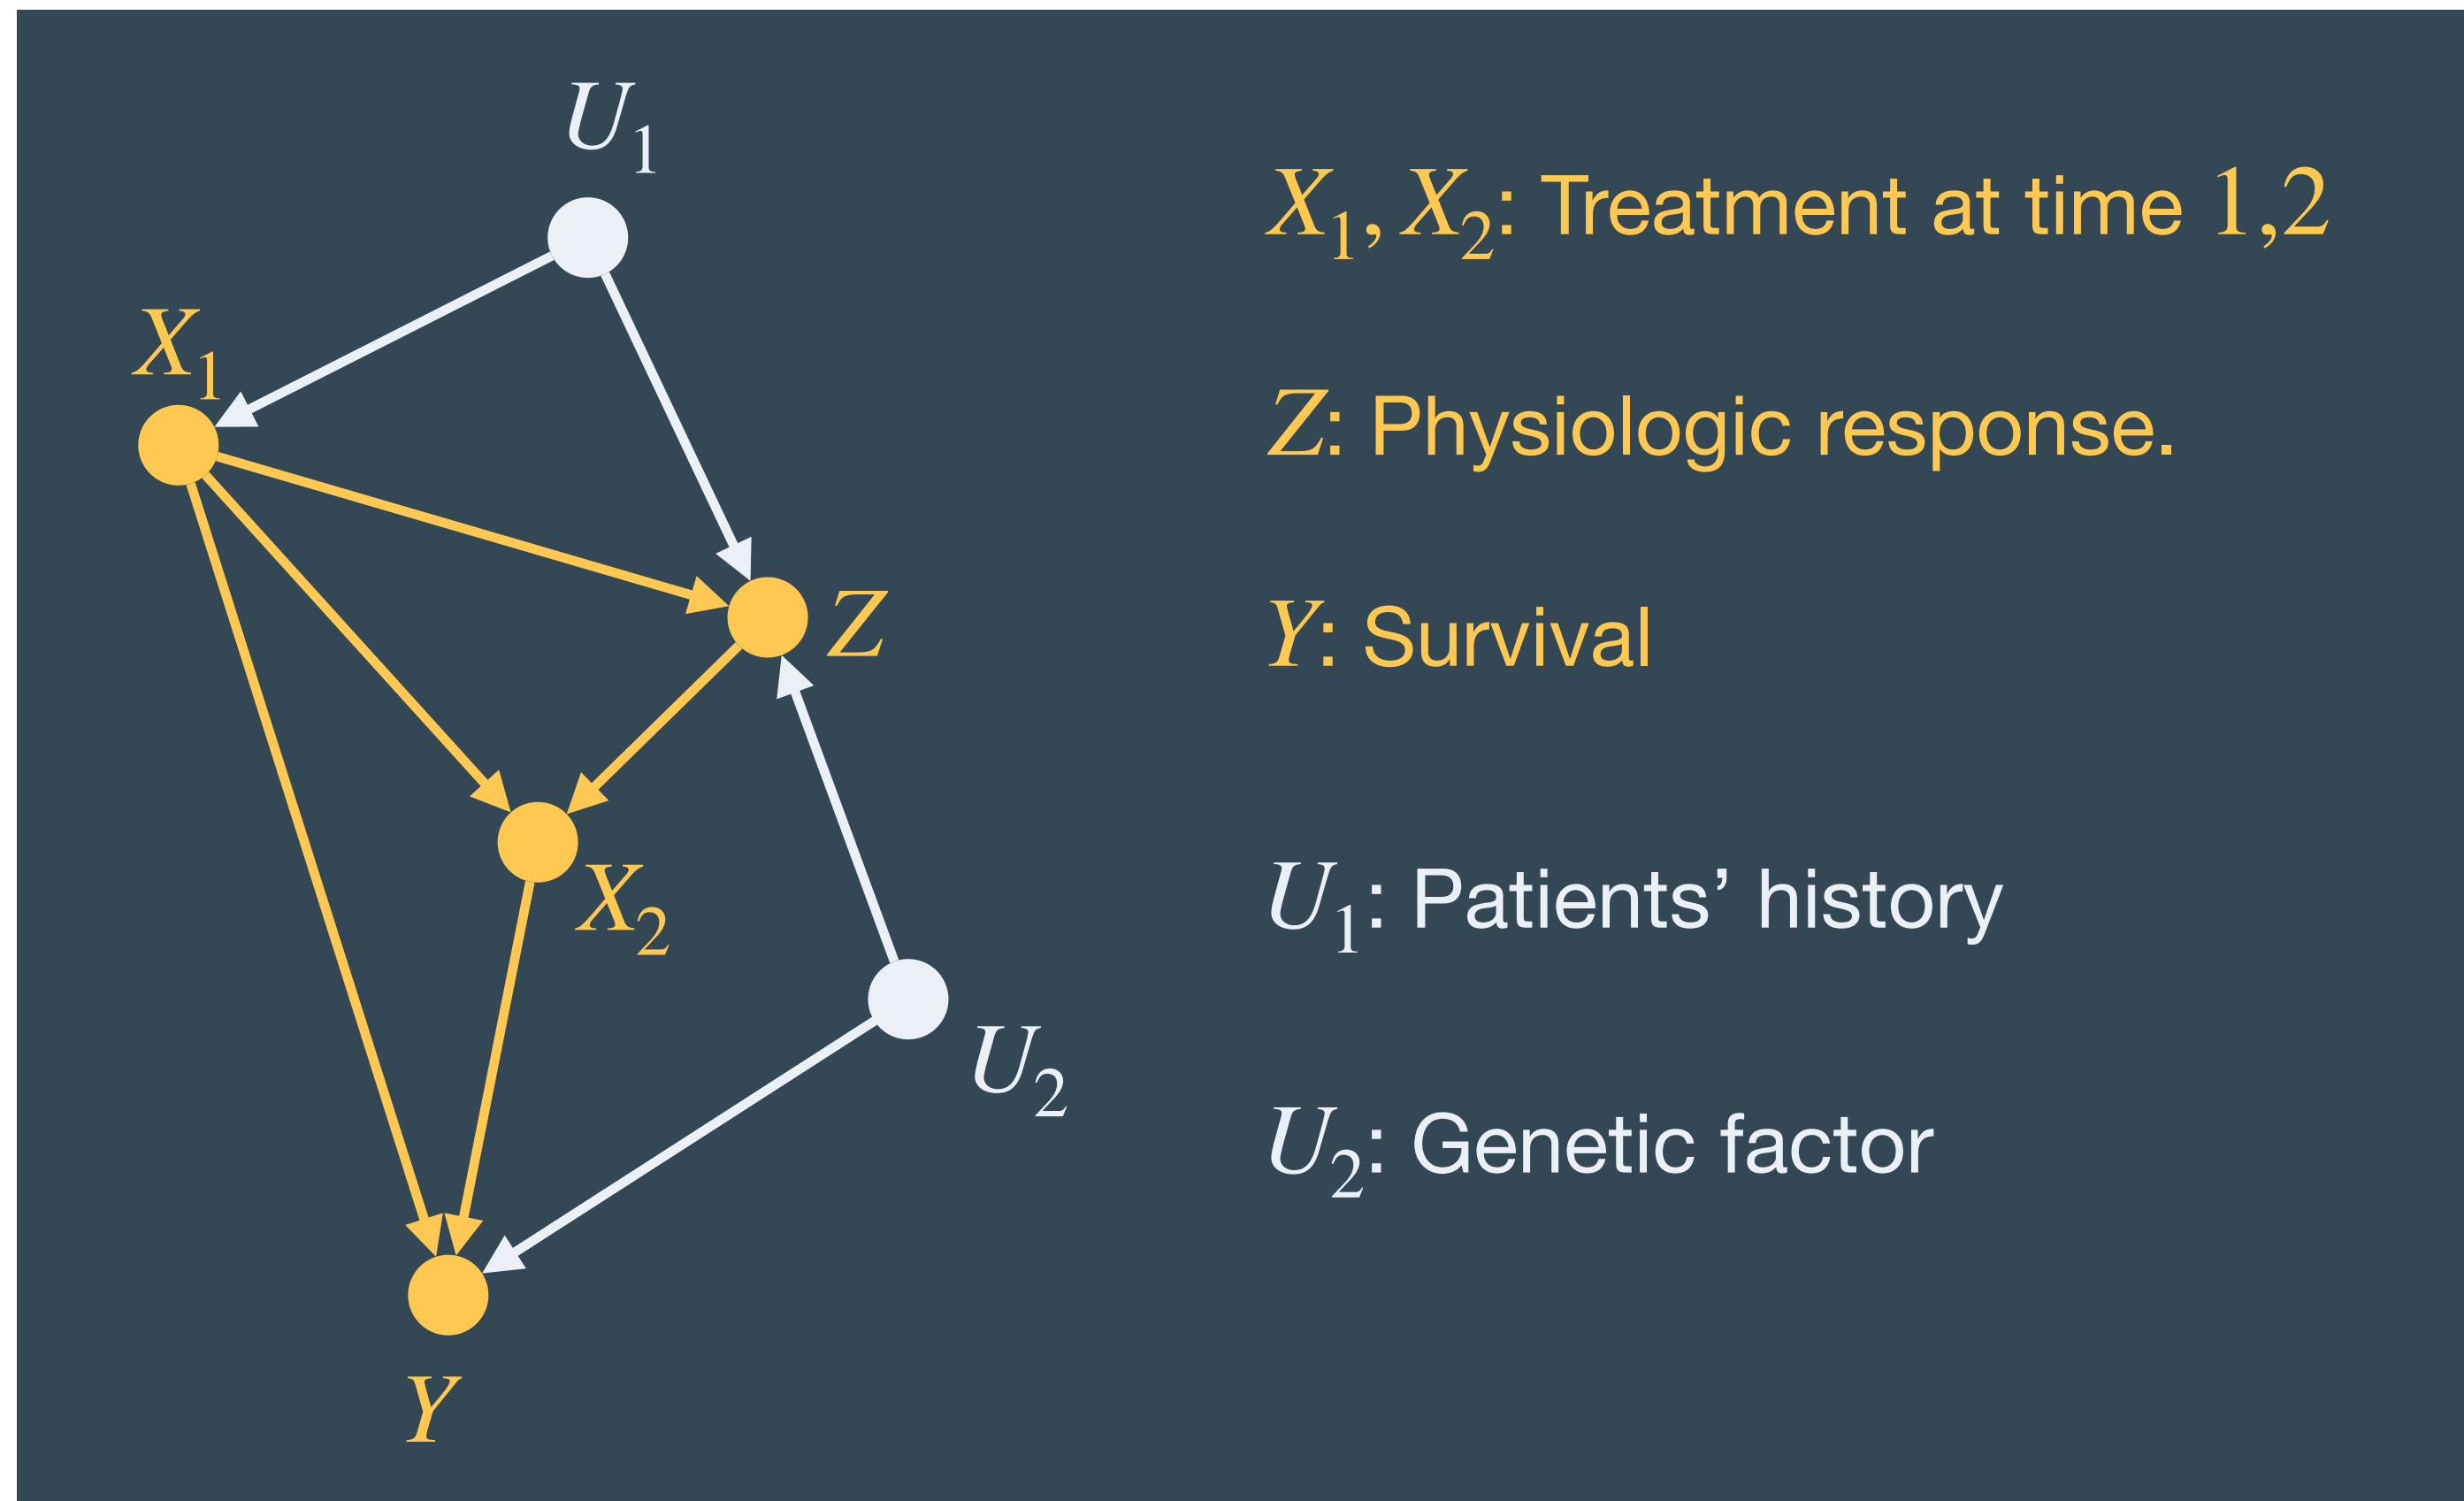 U₁
X₁
Z
X₂
U₂
Y
X₁, X₂: Treatment at time 1,2
Z: Physiologic response.
Y: Survival
U₁: Patients’ history
U₂: Genetic factor